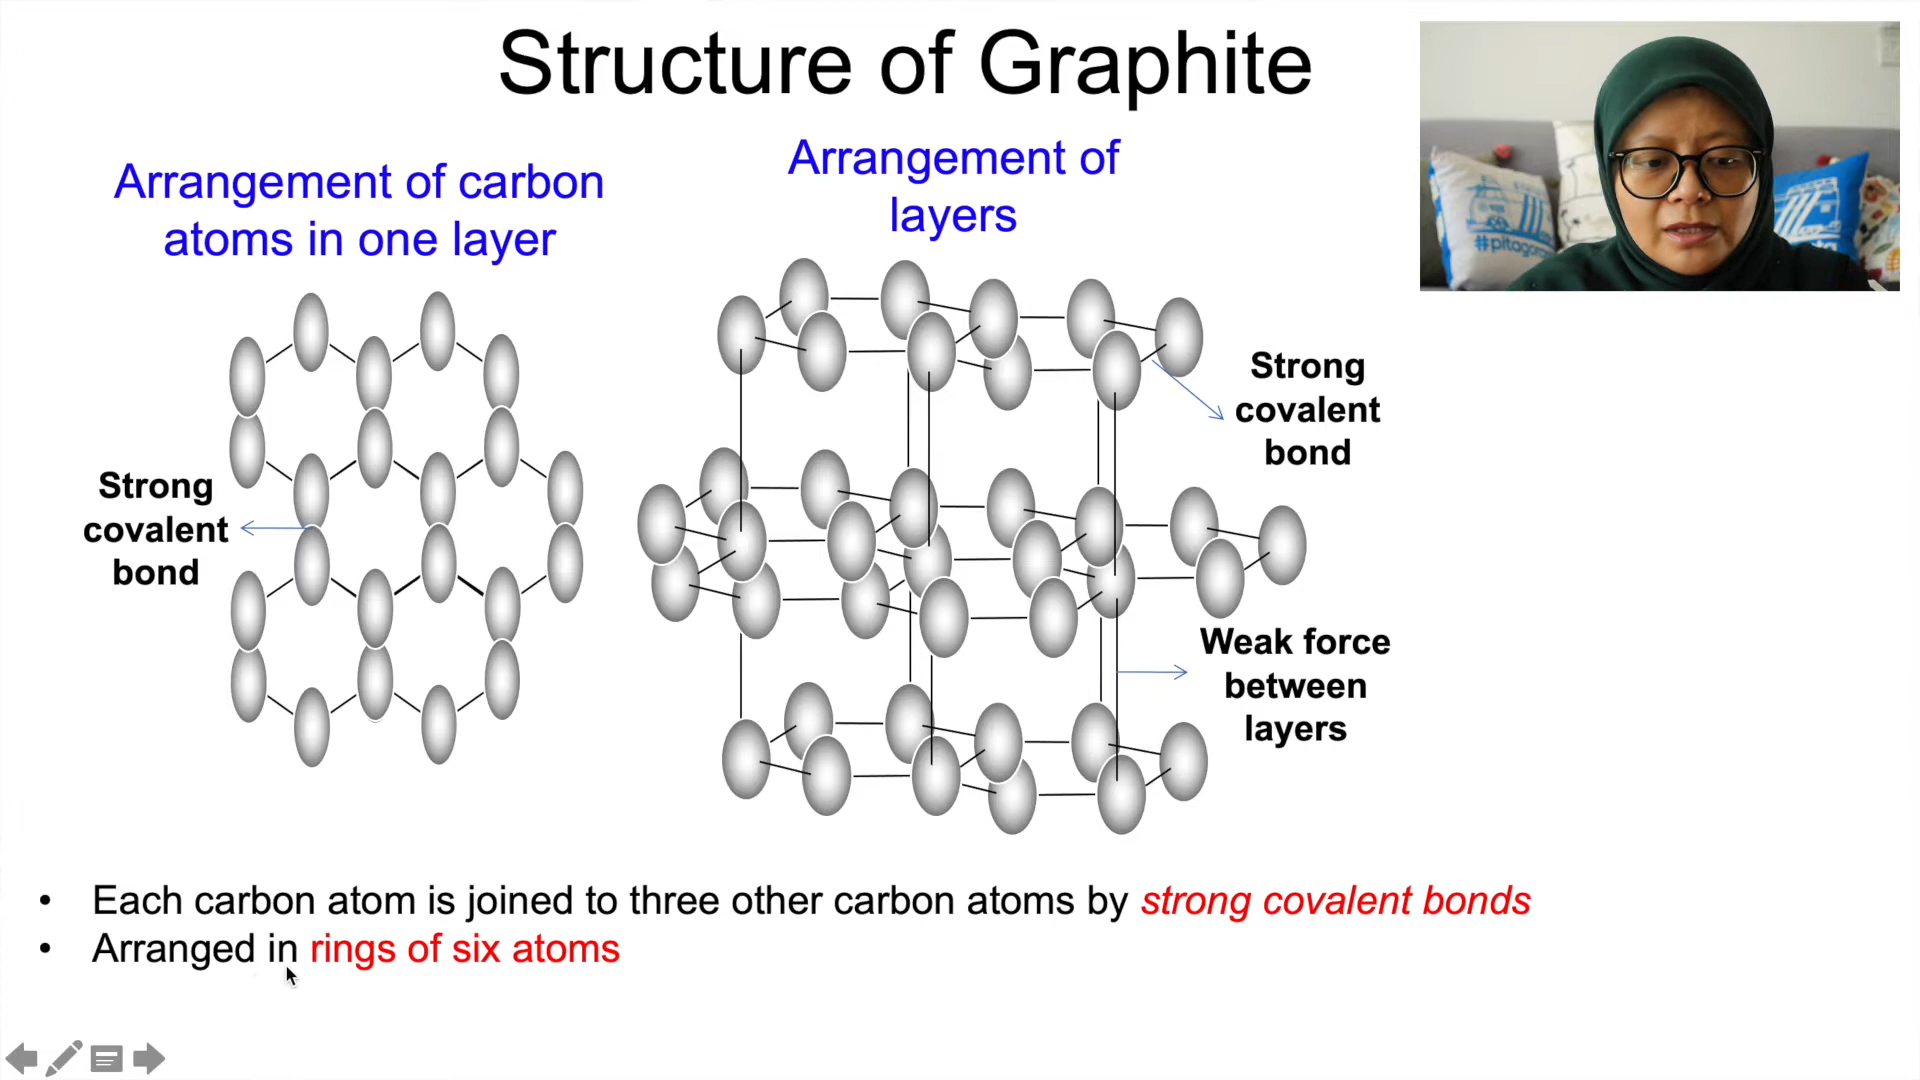 Structure of Graphite
Arrangement of carbon
atoms in one layer
Arrangement of
layers
Strong
covalent
bond
Strong
covalent
bond
Weak force
between
layers
• Each carbon atom is joined to three other carbon atoms by strong covalent bonds
• Arranged in rings of six atoms